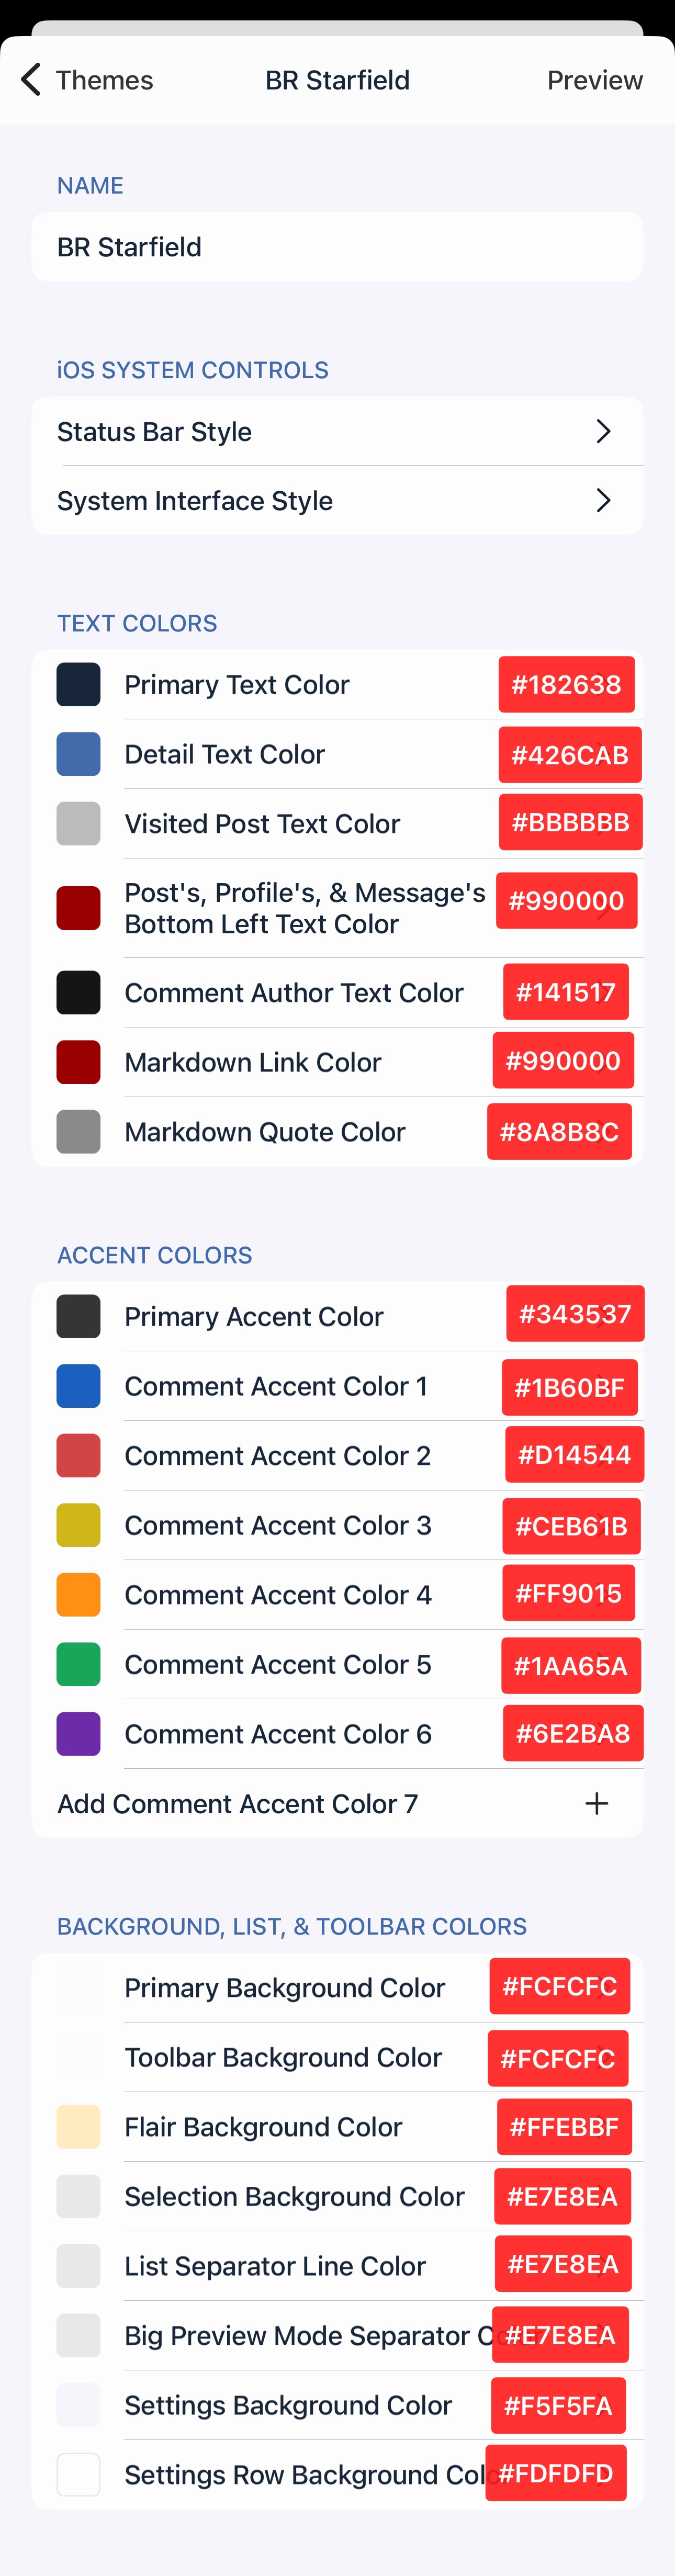 Themes
BR Starfield
Preview
NAME
BR Starfield
iOS SYSTEM CONTROLS
Status Bar Style
System Interface Style
TEXT COLORS
Primary Text Color #182638
Detail Text Color #426CAB
Visited Post Text Color #BBBBBB
Post's, Profile's, & Message's #990000
Bottom Left Text Color
Comment Author Text Color #141517
Markdown Link Color #990000
Markdown Quote Color #8A8B8C
ACCENT COLORS
Primary Accent Color #343537
Comment Accent Color 1 #1B60BF
Comment Accent Color 2 #D14544
Comment Accent Color 3 #CEB61B
Comment Accent Color 4 #FF9015
Comment Accent Color 5 #1AA65A
Comment Accent Color 6 #6E2BA8
Add Comment Accent Color 7 +
BACKGROUND, LIST, & TOOLBAR COLORS
Primary Background Color #FCFCFC
Toolbar Background Color #FCFCFC
Flair Background Color #FFEBBF
Selection Background Color #E7E8EA
List Separator Line Color #E7E8EA
Big Preview Mode Separator #E7E8EA
Settings Background Color #F5F5FA
Settings Row Background #FDFDFD